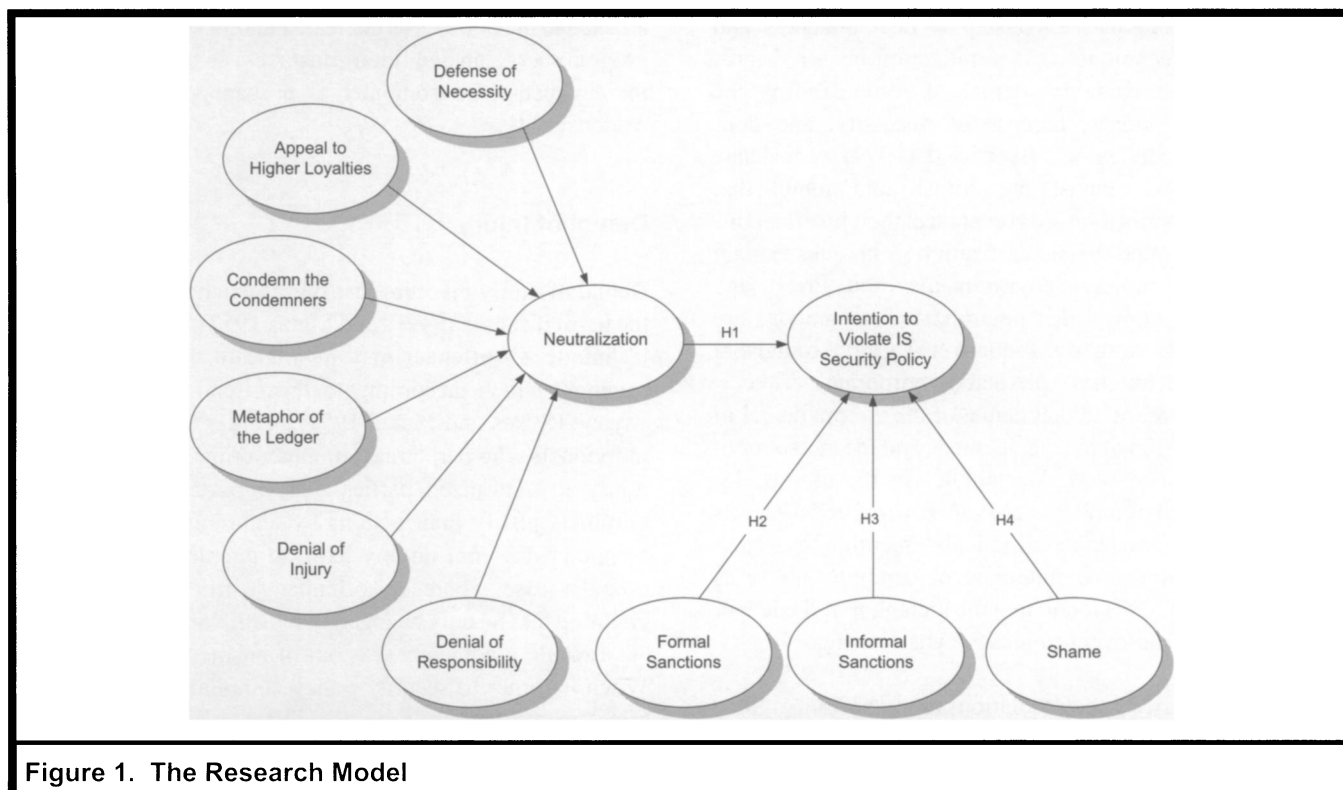 Defense of
Necessity
Appeal to
Higher Loyalties
Condemn the
Condemners
Neutralization
H1
Intention to
Violate IS
Security Policy
Metaphor of
the Ledger
Denial of
Injury
H2
H3
H4
Denial of
Responsibility
Formal
Sanctions
Informal
Sanctions
Shame
Figure 1. The Research Model